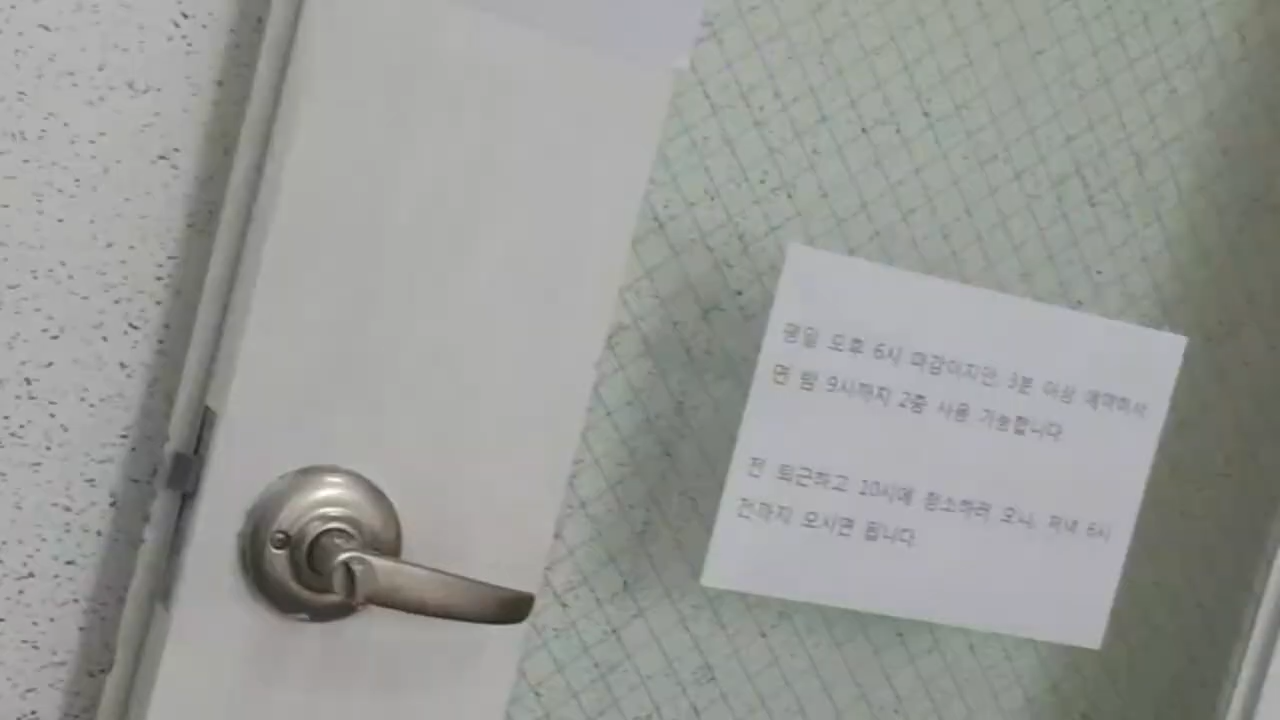 평일 오후 6시 마감이지만, 3분 이상 예약하시
면 밤 9시까지 2층 사용 가능합니다.
전 퇴근하고 10시에 청소하러 오니, 저녁 6시
전까지 오시면 됩니다.